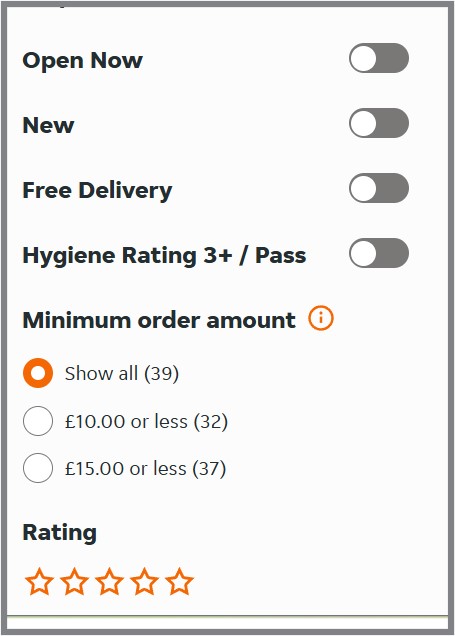 Open Now
New
Free Delivery
Hygiene Rating 3+ / Pass
Minimum order amount
Show all (39)
£10.00 or less (32)
£15.00 or less (37)
Rating